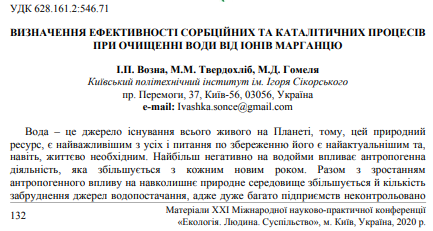 УДК 628.161.2:546.71
ВИЗНАЧЕННЯ ЕФЕКТИВНОСТІ СОРБЦІЙНИХ ТА КАТАЛІТИЧНИХ ПРОЦЕСІВ
ПРИ ОЧИЩЕННІ ВОДИ ВІД ІОНІВ МАРГАНЦЮ
І.П. Возна, М.М. Твердохліб, М.Д. Гомеля
Київський політехнічний інститут ім. Ігоря Сікорського
пр. Перемоги, 37, Київ-56, 03056, Україна
e-mail: Ivashka.sonce@gmail.com
Вода – це джерело існування всього живого на Планеті, тому, цей природний
ресурс, є найважливішим з усіх і питання по збереженню його є найактуальнішим та,
навіть, життєво необхідним. Найбільш негативно на водойми впливає антропогенна
діяльність, яка збільшується з кожним новим роком. Разом з зростанням
антропогенного впливу на навколишнє природне середовище збільшується й кількість
забруднення джерел водопостачання, адже дуже багато підприємств неконтрольовано
132
Матеріали XXI Міжнародної науково-практичної конференції
«Екологія. Людина. Суспільство», м. Київ, Україна, 2020 р.